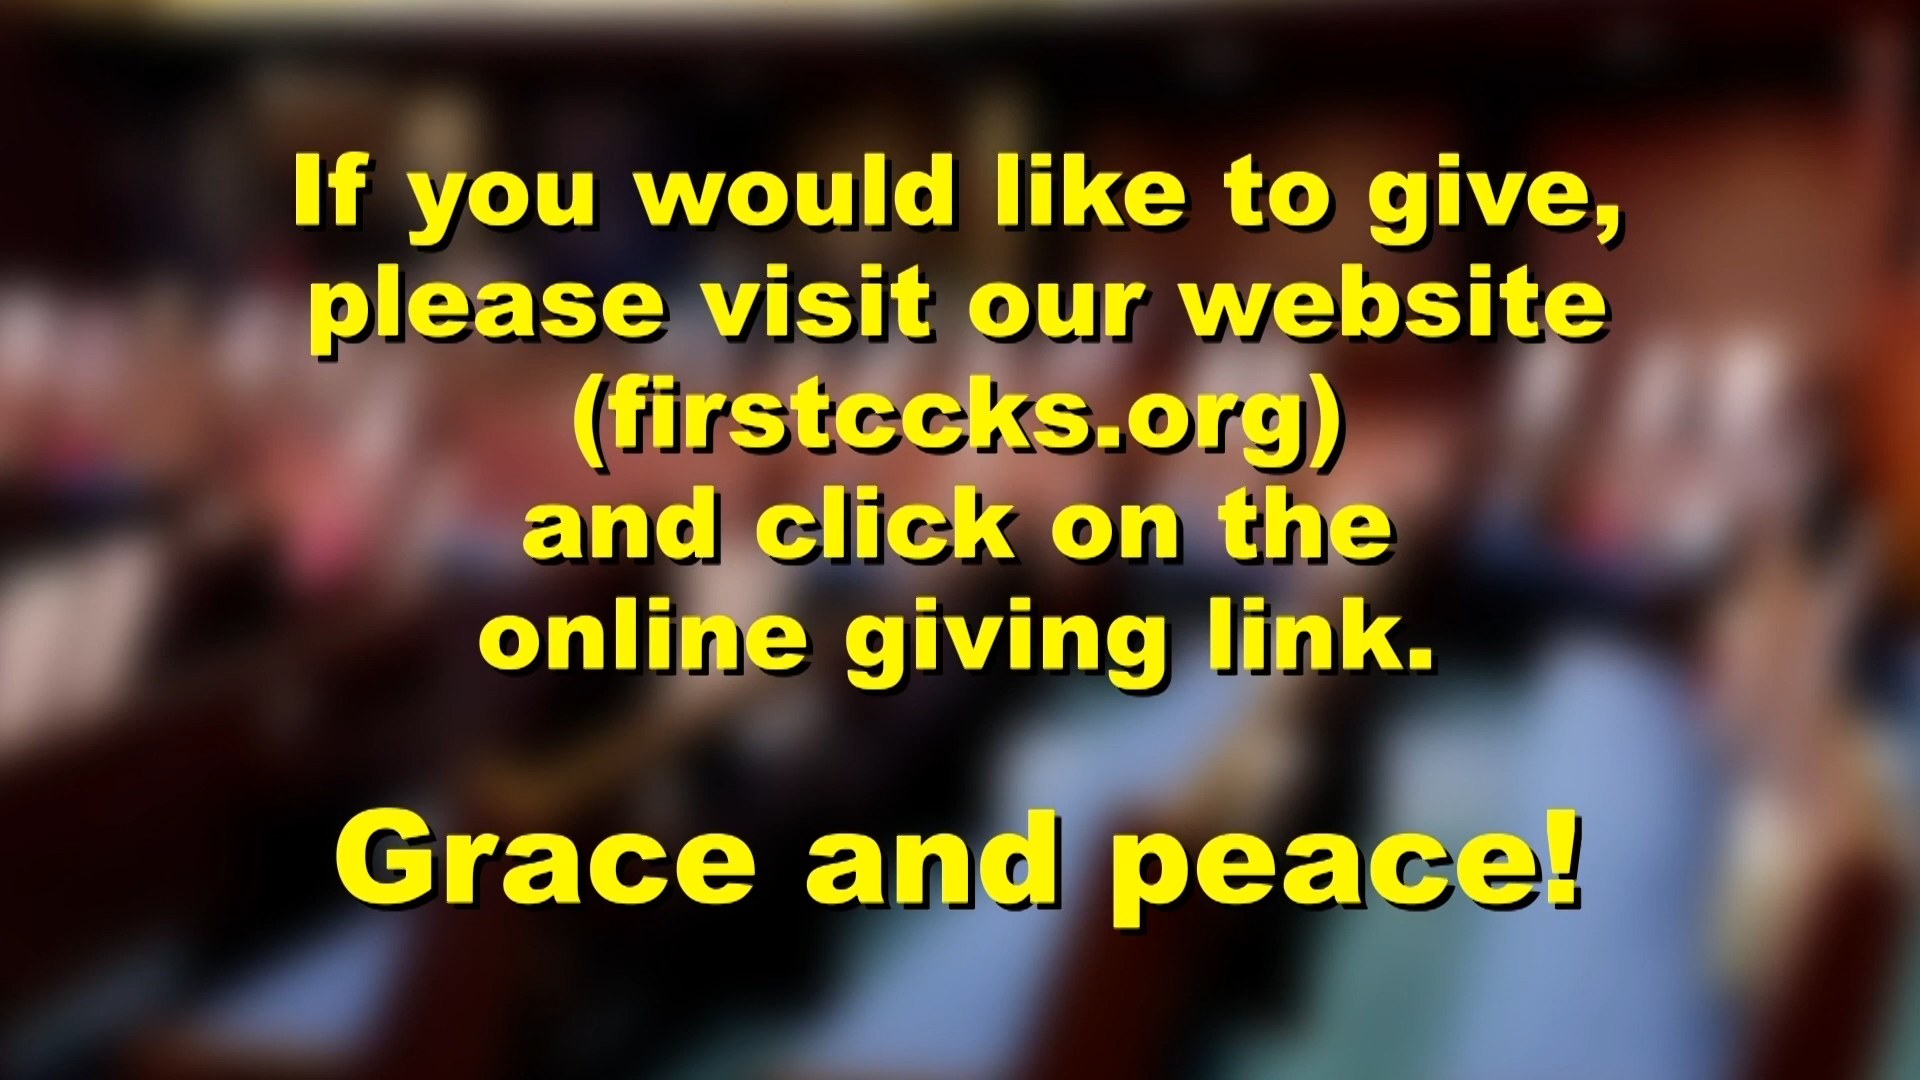 If you would like to give,
please visit our website
(firstccks.org)
and click on the
online giving link.
Grace and peace!